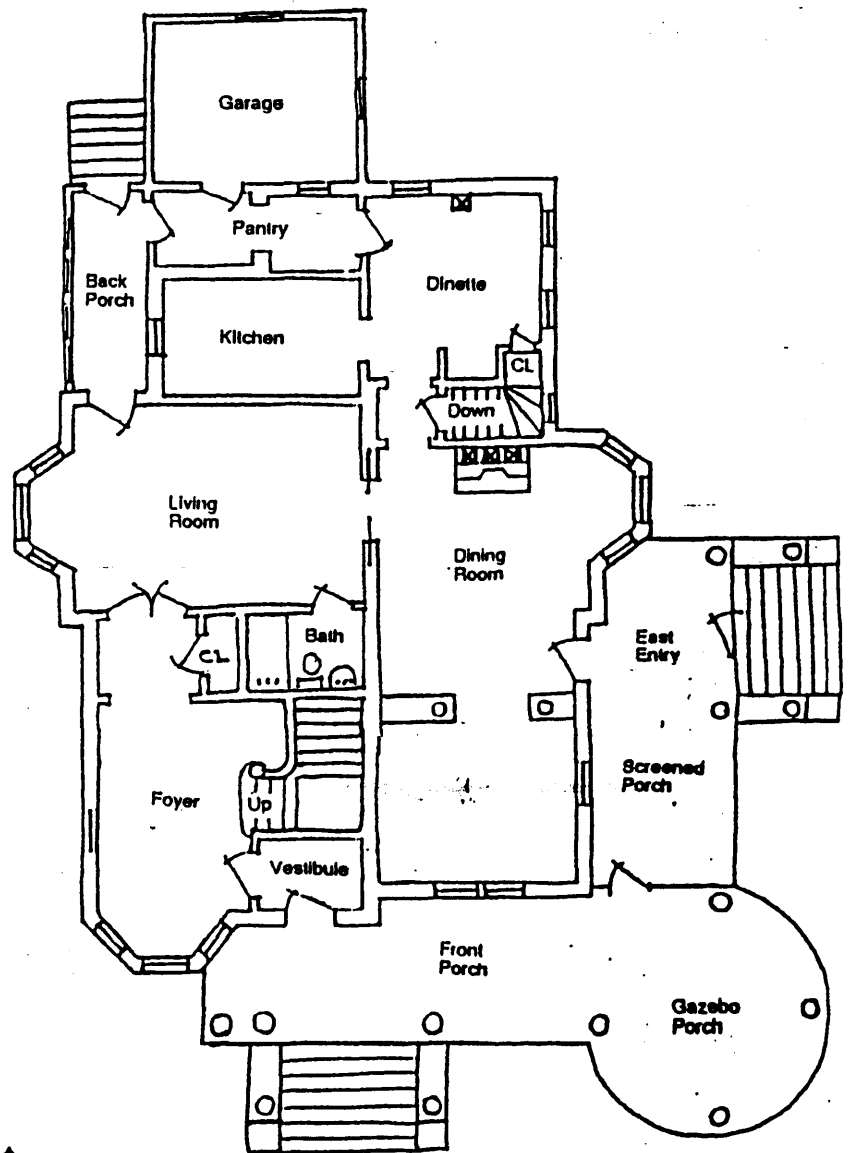 Garage
Pantry
Back
Porch
Dinette
Kitchen
CL
Down
Living
Room
Dining
Room
Bath
CL
East
Entry
Screened
Porch
Foyer
Up
Vestibule
Front
Porch
Gazebo
Porch